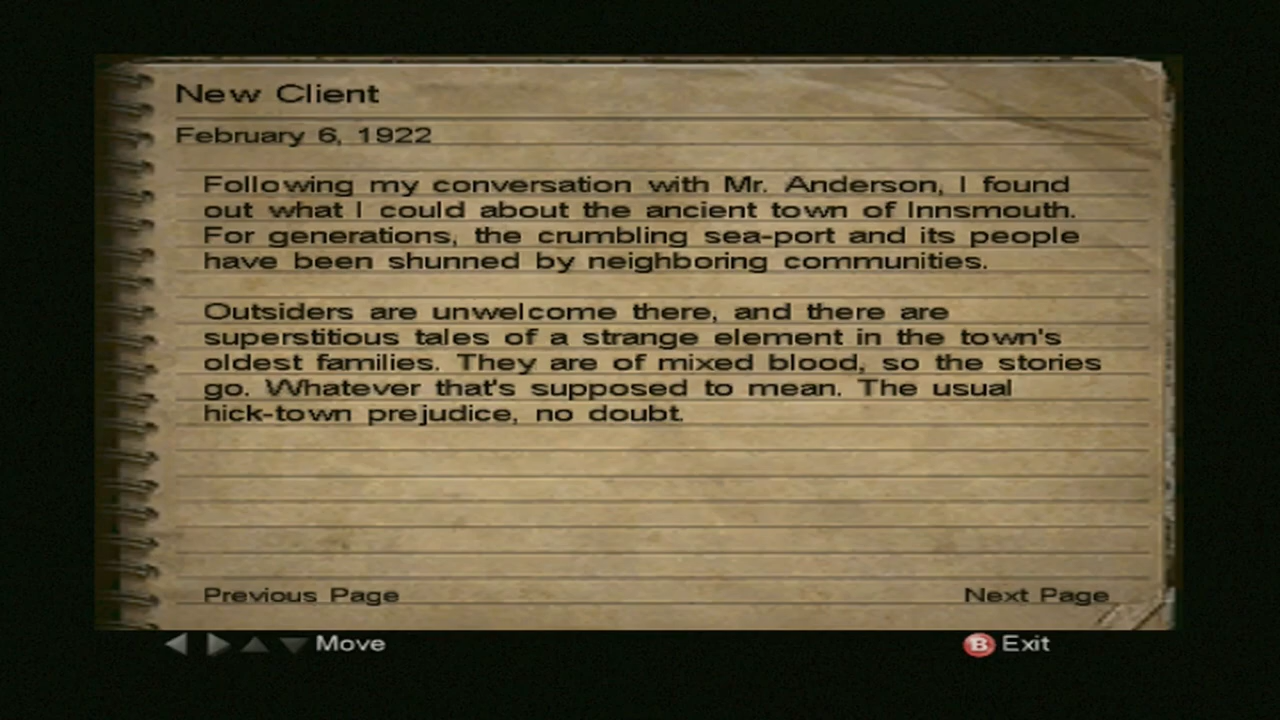 New Client
February 6, 1922
Following my conversation with Mr. Anderson, I found
out what I could about the ancient town of Innsmouth.
For generations, the crumbling sea-port and its people
have been shunned by neighboring communities.
Outsiders are unwelcome there, and there are
superstitious tales of a strange element in the town's
oldest families. They are of mixed blood, so the stories
go. Whatever that's supposed to mean. The usual
hick-town prejudice, no doubt.
Previous Page Next Page
Move B Exit